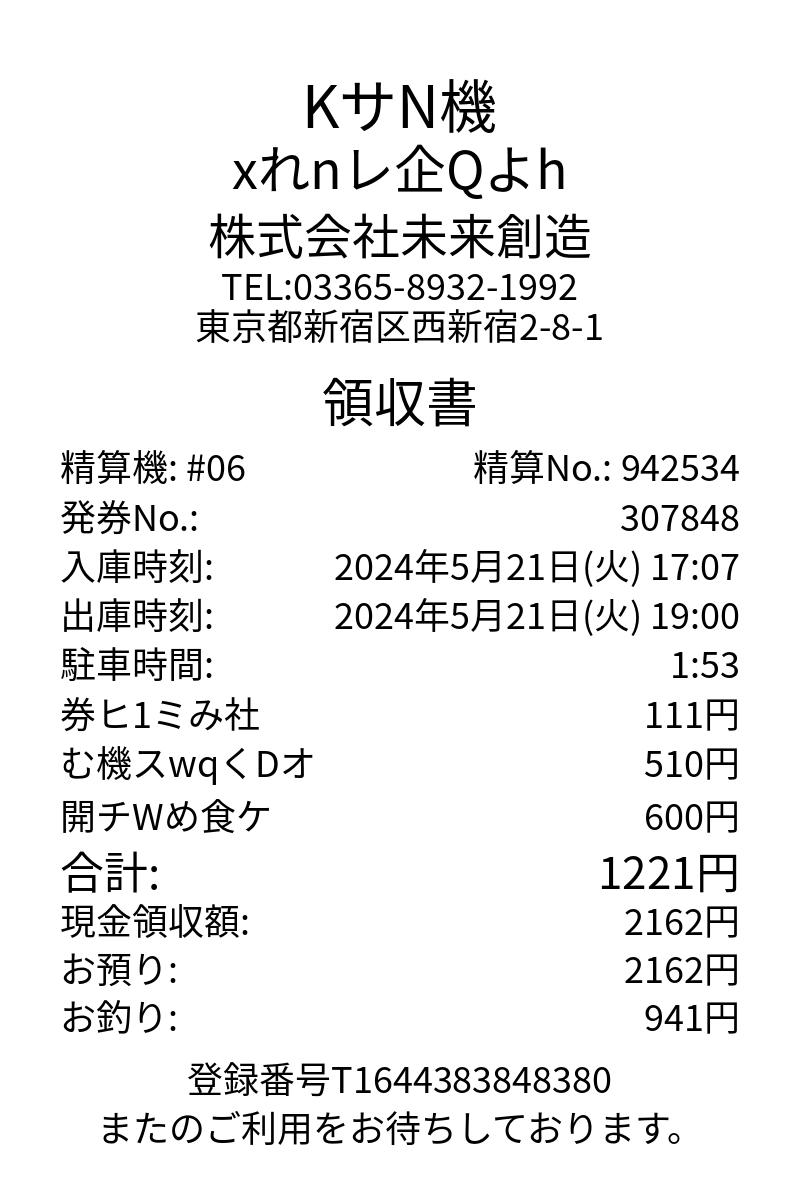 KサN機
xれnレ企Qよh
株式会社未来創造
TEL:03365-8932-1992
東京都新宿区西新宿2-8-1
領収書
精算機: #06 精算No.: 942534
発券No.: 307848
入庫時刻: 2024年5月21日(火) 17:07
出庫時刻: 2024年5月21日(火) 19:00
駐車時間: 1:53
券ヒ1ミみ社 111円
む機スwqくDオ 510円
開チWめ食ケ 600円
合計: 1221円
現金領収額: 2162円
お預り: 2162円
お釣り: 941円
登録番号T1644383848380
またのご利用をお待ちしております。